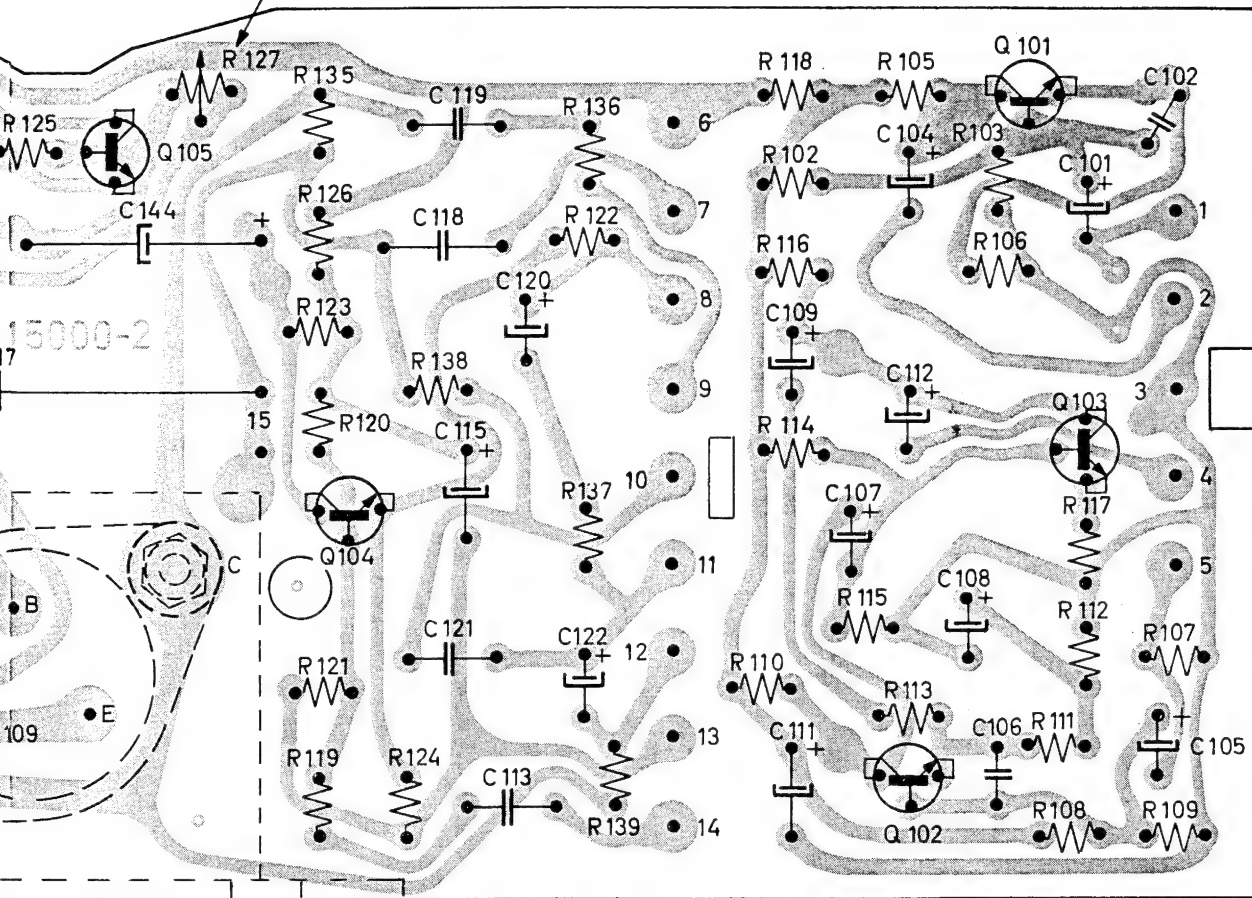 Q 101
R 127
R 118
R 105
R 135
C 102
C 119
R 136
R 125
6
C 104
+
R 103
Q 105
R 102
C 101
+
R 126
C 144
+
C 118
R 122
7
1
R 116
R 106
C 120
+
8
2
R 123
C 109
+
15000-2
17
R 138
9
C 112
+
3
Q 103
15
R 120
C 115
+
R 114
R 137
10
4
C 107
+
R 117
Q 104
C
11
5
C 108
+
B
R 115
R 112
C 121
C 122
+
12
R 107
R 121
R 110
R 113
E
109
13
C 111
+
C 106
R 111
+
C 105
R 119
R 124
C 113
R 139
14
Q 102
R 108
R 109